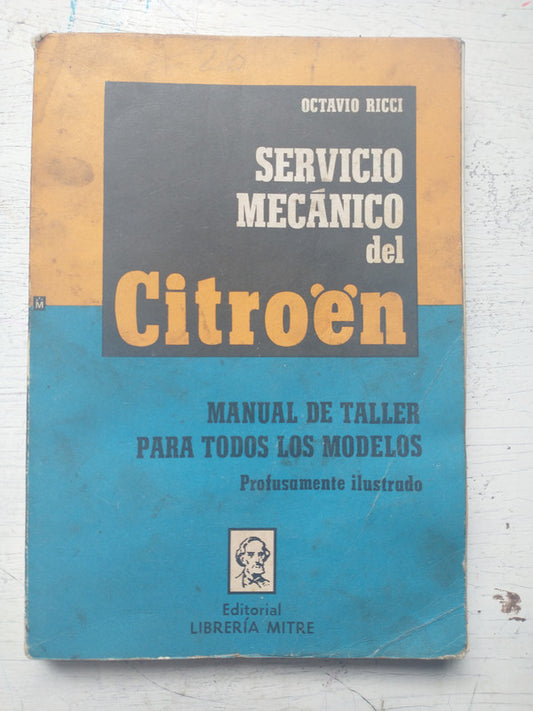 OCTAVIO RICCI
SERVICIO
MECÁNICO
del
Citroën
MANUAL DE TALLER
PARA TODOS LOS MODELOS
Profusamente ilustrado
Editorial
LIBRERÍA MITRE